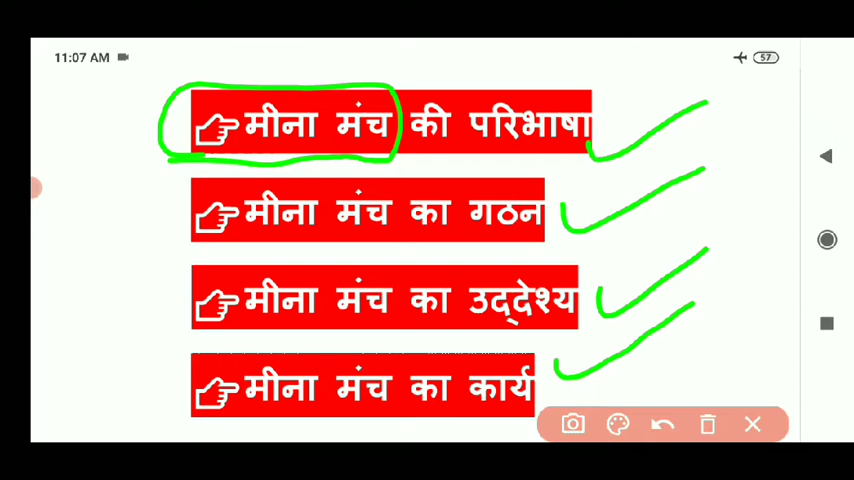 11:07 AM
57
मीना मंच की परिभाषा
मीना मंच का गठन
मीना मंच का उद्देश्य
मीना मंच का कार्य